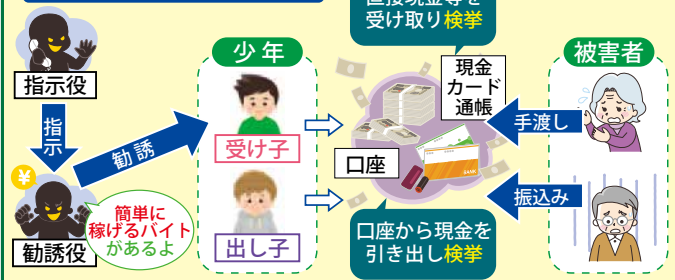 直接現金等を
受け取り検挙
指示役
指示
勧誘
¥
簡単に
稼げるバイト
があるよ
勧誘役
少年
受け子
出し子
現金
カード
通帳
口座
BANK
口座から現金を
引き出し検挙
被害者
手渡し
振込み